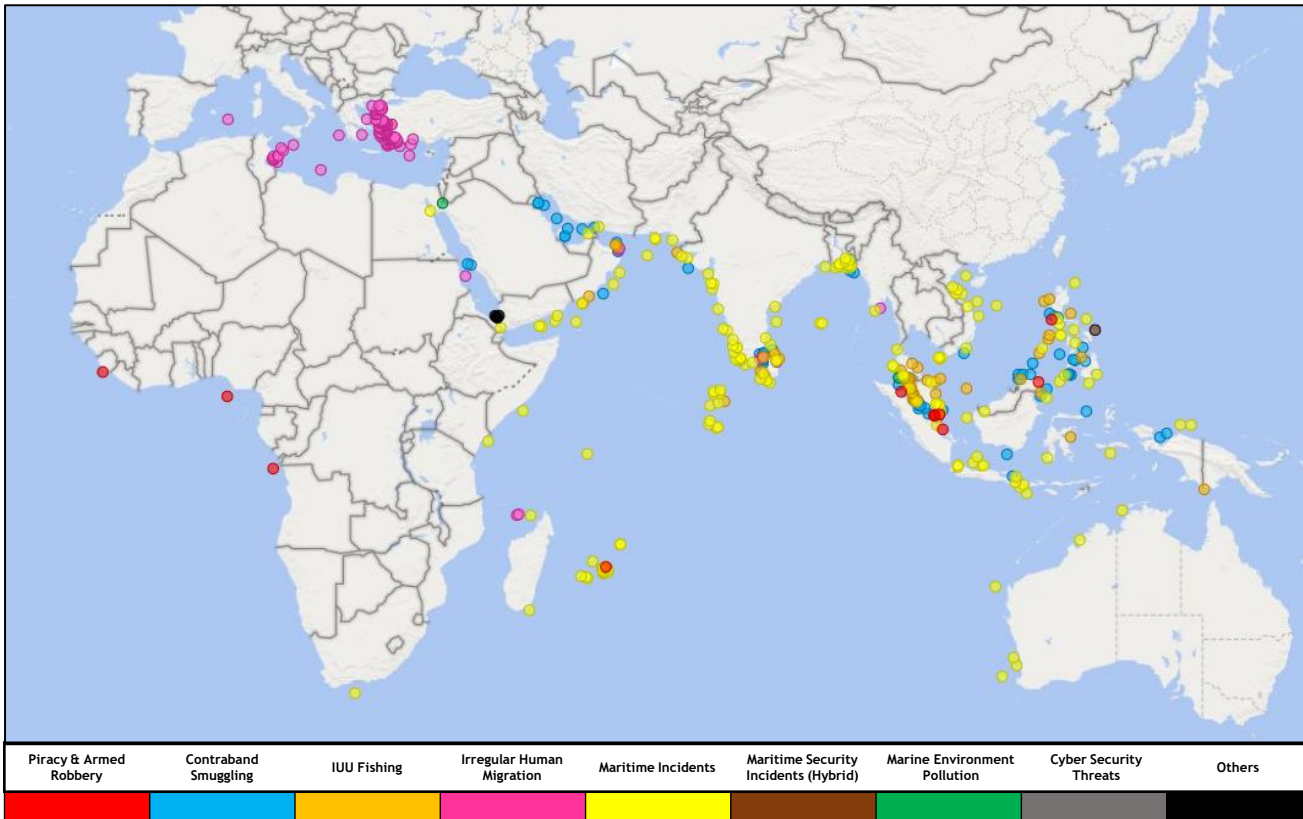 Piracy & Armed
Robbery
Contraband
Smuggling
IUU Fishing
Irregular Human
Migration
Maritime Incidents
Maritime Security
Incidents (Hybrid)
Marine Environment
Pollution
Cyber Security
Threats
Others